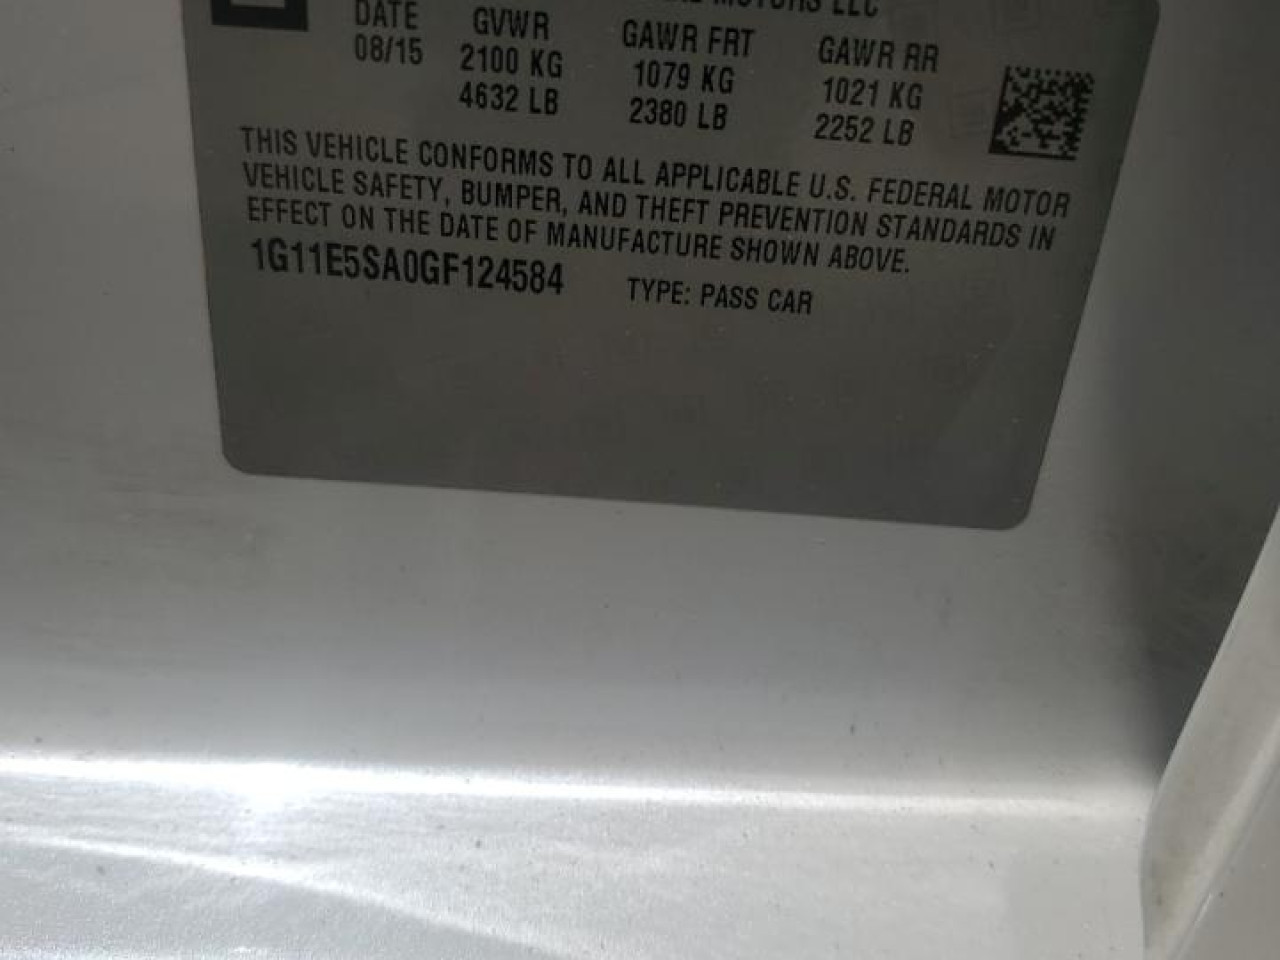 MOTORS LLC
DATE GVWR GAWR FRT GAWR RR
08/15 2100 KG 1079 KG 1021 KG
4632 LB 2380 LB 2252 LB
THIS VEHICLE CONFORMS TO ALL APPLICABLE U.S. FEDERAL MOTOR
VEHICLE SAFETY, BUMPER, AND THEFT PREVENTION STANDARDS IN
EFFECT ON THE DATE OF MANUFACTURE SHOWN ABOVE.
1G11E5SA0GF124584 TYPE: PASS CAR